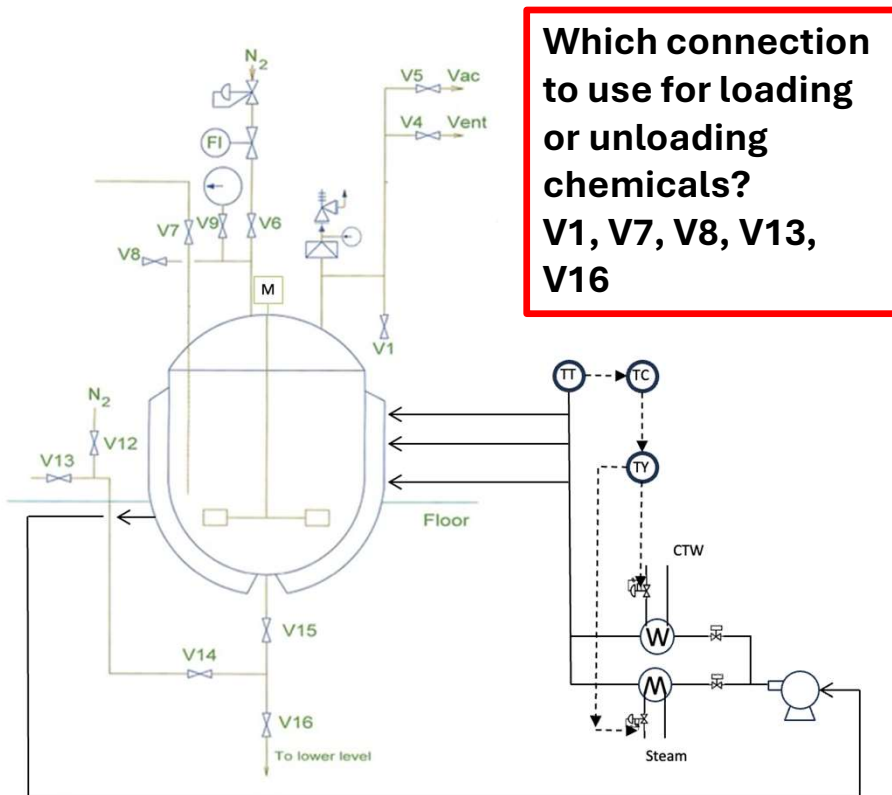 Which connection
to use for loading
or unloading
chemicals?
V1, V7, V8, V13,
V16
N2
V5 Vac
V4 Vent
FI
V7
V9
V6
V8
M
V1
TT
TC
N2
V12
V13
TY
Floor
CTW
W
V15
V14
M
V16
To lower level
Steam